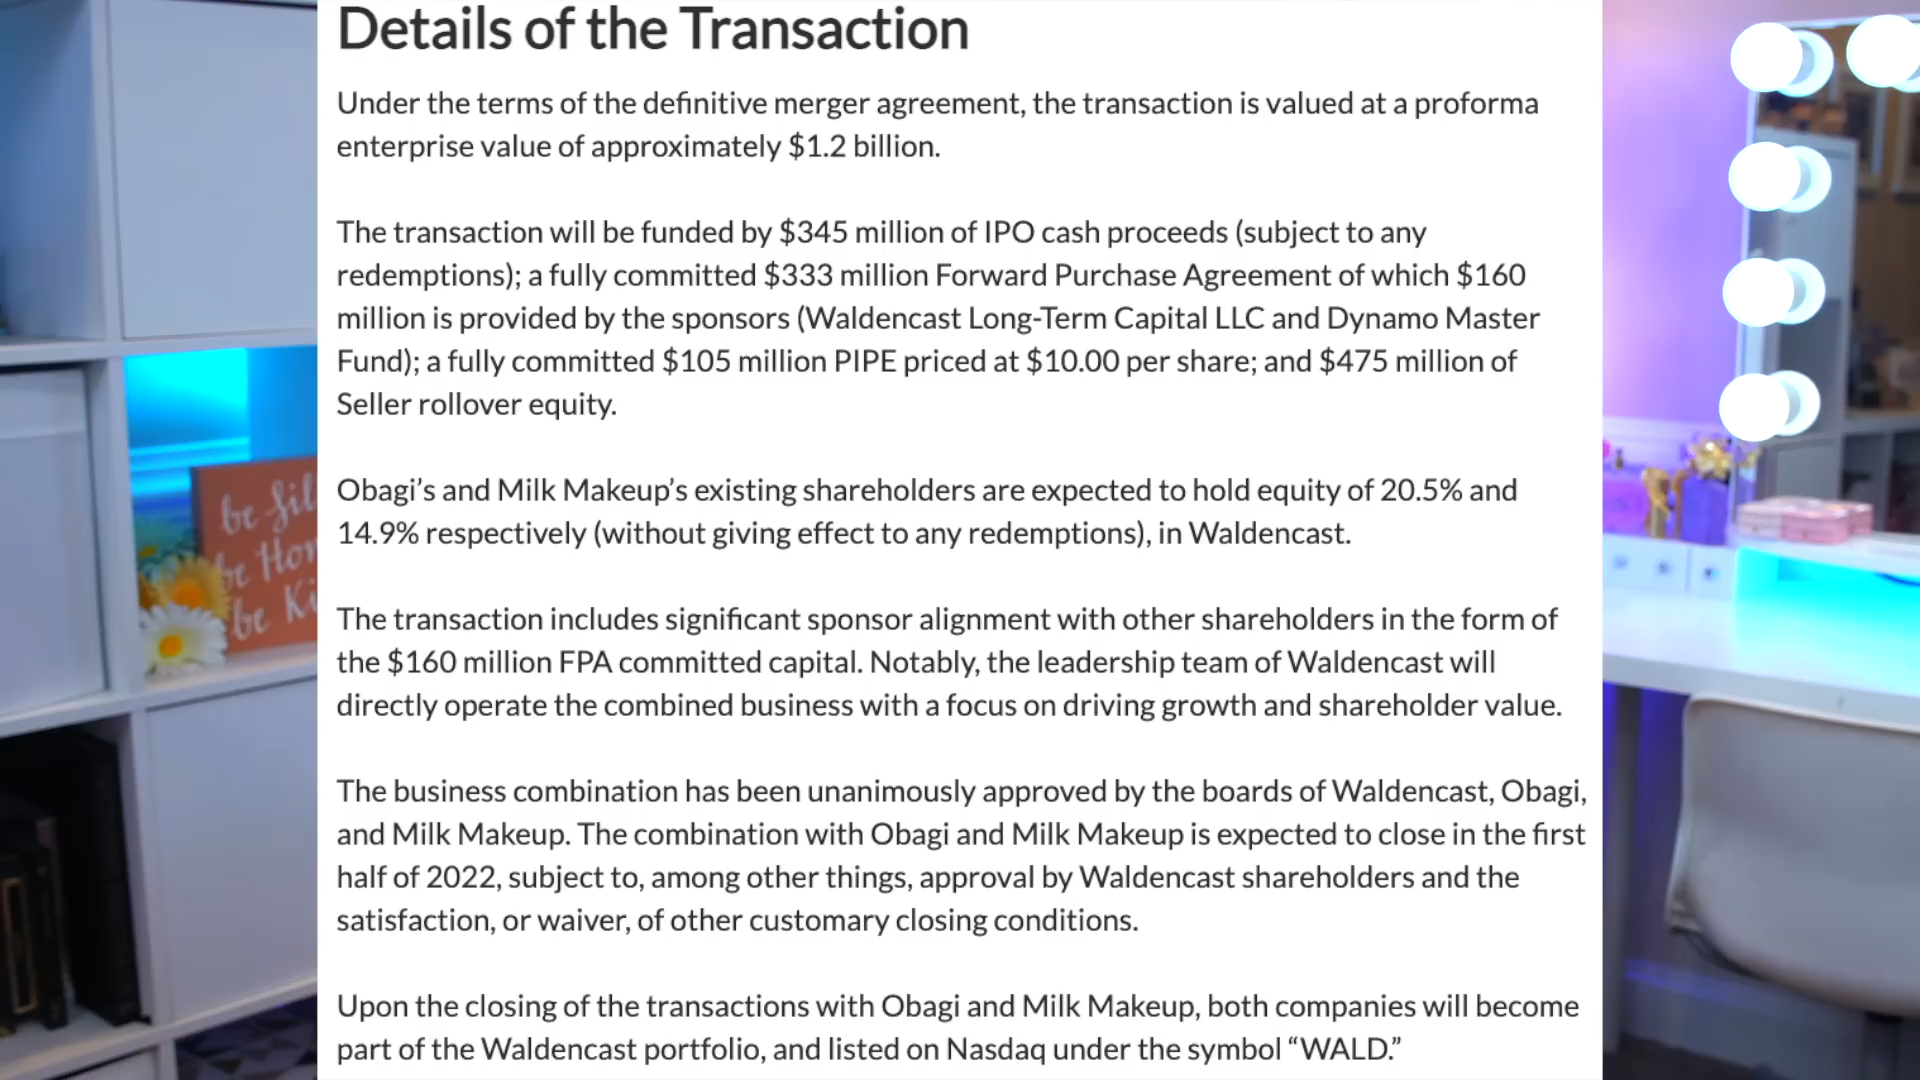 Details of the Transaction
Under the terms of the definitive merger agreement, the transaction is valued at a proforma
enterprise value of approximately $1.2 billion.
The transaction will be funded by $345 million of IPO cash proceeds (subject to any
redemptions); a fully committed $333 million Forward Purchase Agreement of which $160
million is provided by the sponsors (Waldencast Long-Term Capital LLC and Dynamo Master
Fund); a fully committed $105 million PIPE priced at $10.00 per share; and $475 million of
Seller rollover equity.
Obagi’s and Milk Makeup’s existing shareholders are expected to hold equity of 20.5% and
14.9% respectively (without giving effect to any redemptions), in Waldencast.
The transaction includes significant sponsor alignment with other shareholders in the form of
the $160 million FPA committed capital. Notably, the leadership team of Waldencast will
directly operate the combined business with a focus on driving growth and shareholder value.
The business combination has been unanimously approved by the boards of Waldencast, Obagi,
and Milk Makeup. The combination with Obagi and Milk Makeup is expected to close in the first
half of 2022, subject to, among other things, approval by Waldencast shareholders and the
satisfaction, or waiver, of other customary closing conditions.
Upon the closing of the transactions with Obagi and Milk Makeup, both companies will become
part of the Waldencast portfolio, and listed on Nasdaq under the symbol “WALD.”
be
be
be